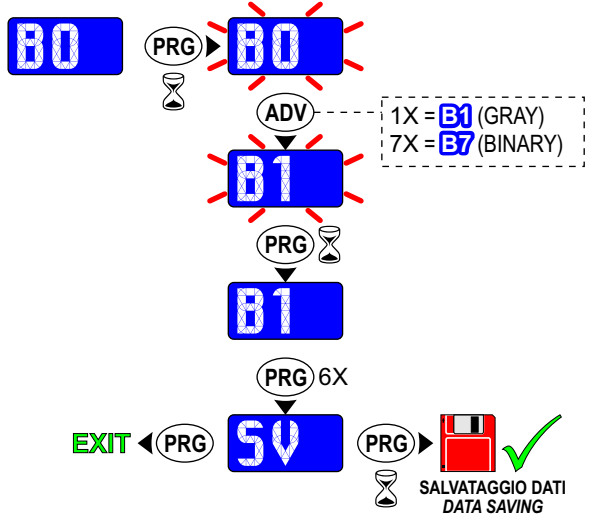 B0 PRG B0
ADV
1X = B1 (GRAY)
7X = B7 (BINARY)
B1
PRG
B1
PRG 6X
EXIT PRG SV PRG
SALVATAGGIO DATI
DATA SAVING